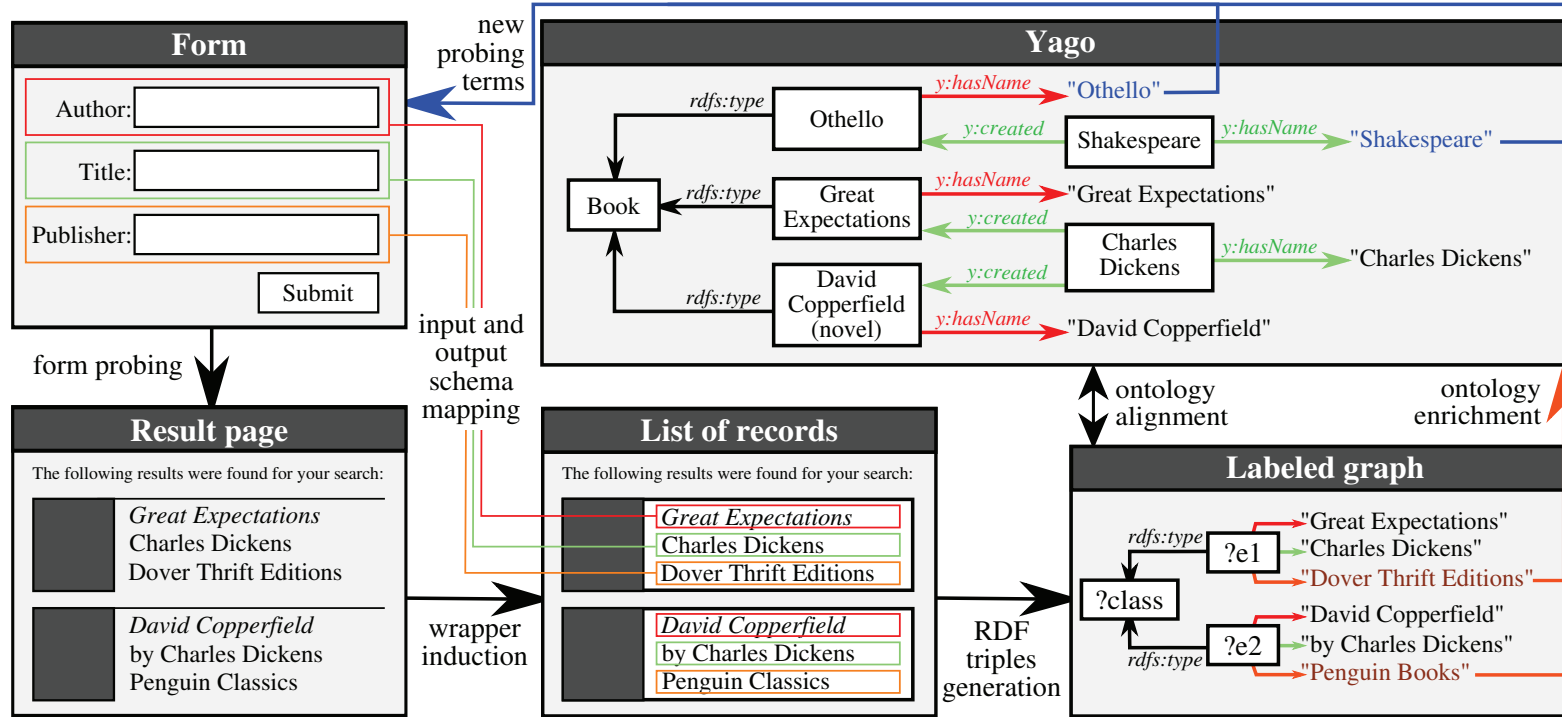 Form
Author:
Title:
Publisher:
Submit
new
probing
terms
Yago
Book
rdfs:type
Othello
y:hasName
"Othello"
y:created
Shakespeare
y:hasName
"Shakespeare"
rdfs:type
Great
Expectations
y:hasName
"Great Expectations"
y:created
Charles
Dickens
y:hasName
"Charles Dickens"
y:created
rdfs:type
David
Copperfield
(novel)
y:hasName
"David Copperfield"
form probing
input and
output
schema
mapping
ontology
alignment
ontology
enrichment
Result page
The following results were found for your search:
Great Expectations
Charles Dickens
Dover Thrift Editions
David Copperfield
by Charles Dickens
Penguin Classics
wrapper
induction
List of records
The following results were found for your search:
Great Expectations
Charles Dickens
Dover Thrift Editions
David Copperfield
by Charles Dickens
Penguin Classics
RDF
triples
generation
Labeled graph
?class
rdfs:type
?e1
"Great Expectations"
"Charles Dickens"
"Dover Thrift Editions"
rdfs:type
?e2
"David Copperfield"
"by Charles Dickens"
"Penguin Books"